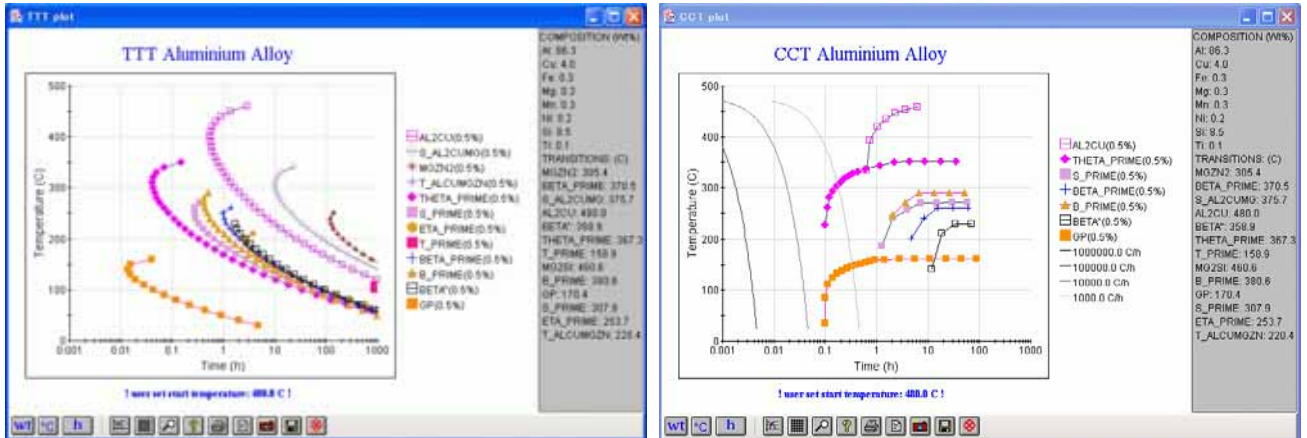 TTT plot
TTT Aluminium Alloy
500
400
300
200
100
0
0.001
0.01
0.1
1
10
100
1000
Temperature (C)
Time (h)
AL2CU(0.5%)
S_AL2CUMG(0.5%)
MGZN2(0.5%)
T_ALCUMGZN(0.5%)
THETA_PRIME(0.5%)
S_PRIME(0.5%)
ETA_PRIME(0.5%)
T_PRIME(0.5%)
BETA_PRIME(0.5%)
B_PRIME(0.5%)
BETA"(0.5%)
GP(0.5%)
! user set start temperature: 480.0 C !
COMPOSITION (Wt%)
Al: 86.3
Cu: 4.0
Fe: 0.3
Mn: 0.3
Ni: 0.2
Si: 8.5
Ti: 0.1
TRANSITIONS: (C)
MGZN2: 305.4
BETA_PRIME: 370.5
S_AL2CUMG: 375.7
AL2CU: 480.0
BETA": 358.9
THETA_PRIME: 367.3
T_PRIME: 158.9
MG2SI: 460.6
B_PRIME: 380.6
GP: 170.4
S_PRIME: 307.9
ETA_PRIME: 253.7
T_ALCUMGZN: 220.4
wt °C h
CCT plot
CCT Aluminium Alloy
500
400
300
200
100
0
0.001
0.01
0.1
1
10
100
1000
Temperature (C)
Time (h)
AL2CU(0.5%)
THETA_PRIME(0.5%)
S_PRIME(0.5%)
BETA_PRIME(0.5%)
B_PRIME(0.5%)
BETA"(0.5%)
GP(0.5%)
1000000.0 C/h
100000.0 C/h
10000.0 C/h
1000.0 C/h
! user set start temperature: 480.0 C !
COMPOSITION (Wt%)
Al: 86.3
Cu: 4.0
Fe: 0.3
Mg: 0.3
Mn: 0.3
Ni: 0.2
Si: 8.5
Ti: 0.1
TRANSITIONS: (C)
MGZN2: 305.4
BETA_PRIME: 370.5
S_AL2CUMG: 375.7
AL2CU: 480.0
BETA": 358.9
THETA_PRIME: 367.3
T_PRIME: 158.9
MG2SI: 460.6
B_PRIME: 380.6
GP: 170.4
S_PRIME: 307.9
ETA_PRIME: 253.7
T_ALCUMGZN: 220.4
wt °C h